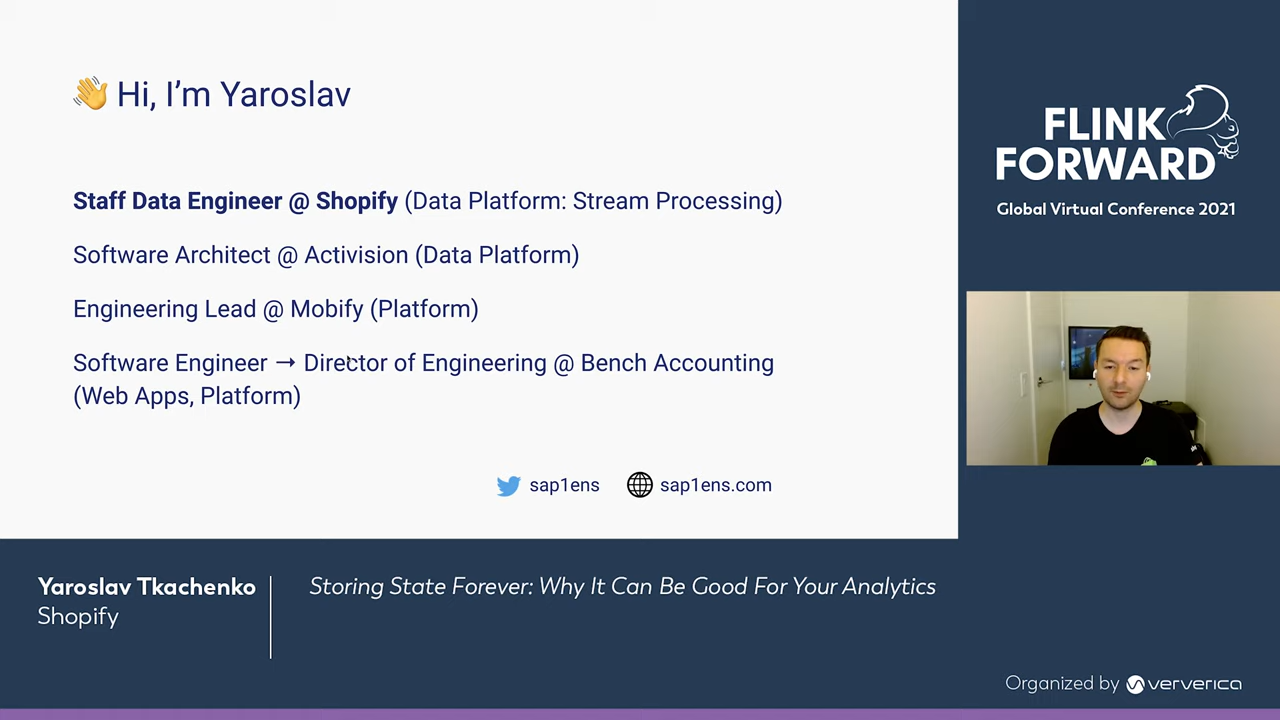 👋 Hi, I’m Yaroslav
Staff Data Engineer @ Shopify (Data Platform: Stream Processing)
Software Architect @ Activision (Data Platform)
Engineering Lead @ Mobify (Platform)
Software Engineer → Director of Engineering @ Bench Accounting
(Web Apps, Platform)
sap1ens sap1ens.com
FLINK
FORWARD
Global Virtual Conference 2021
Yaroslav Tkachenko
Shopify
Storing State Forever: Why It Can Be Good For Your Analytics
Organized by ververica